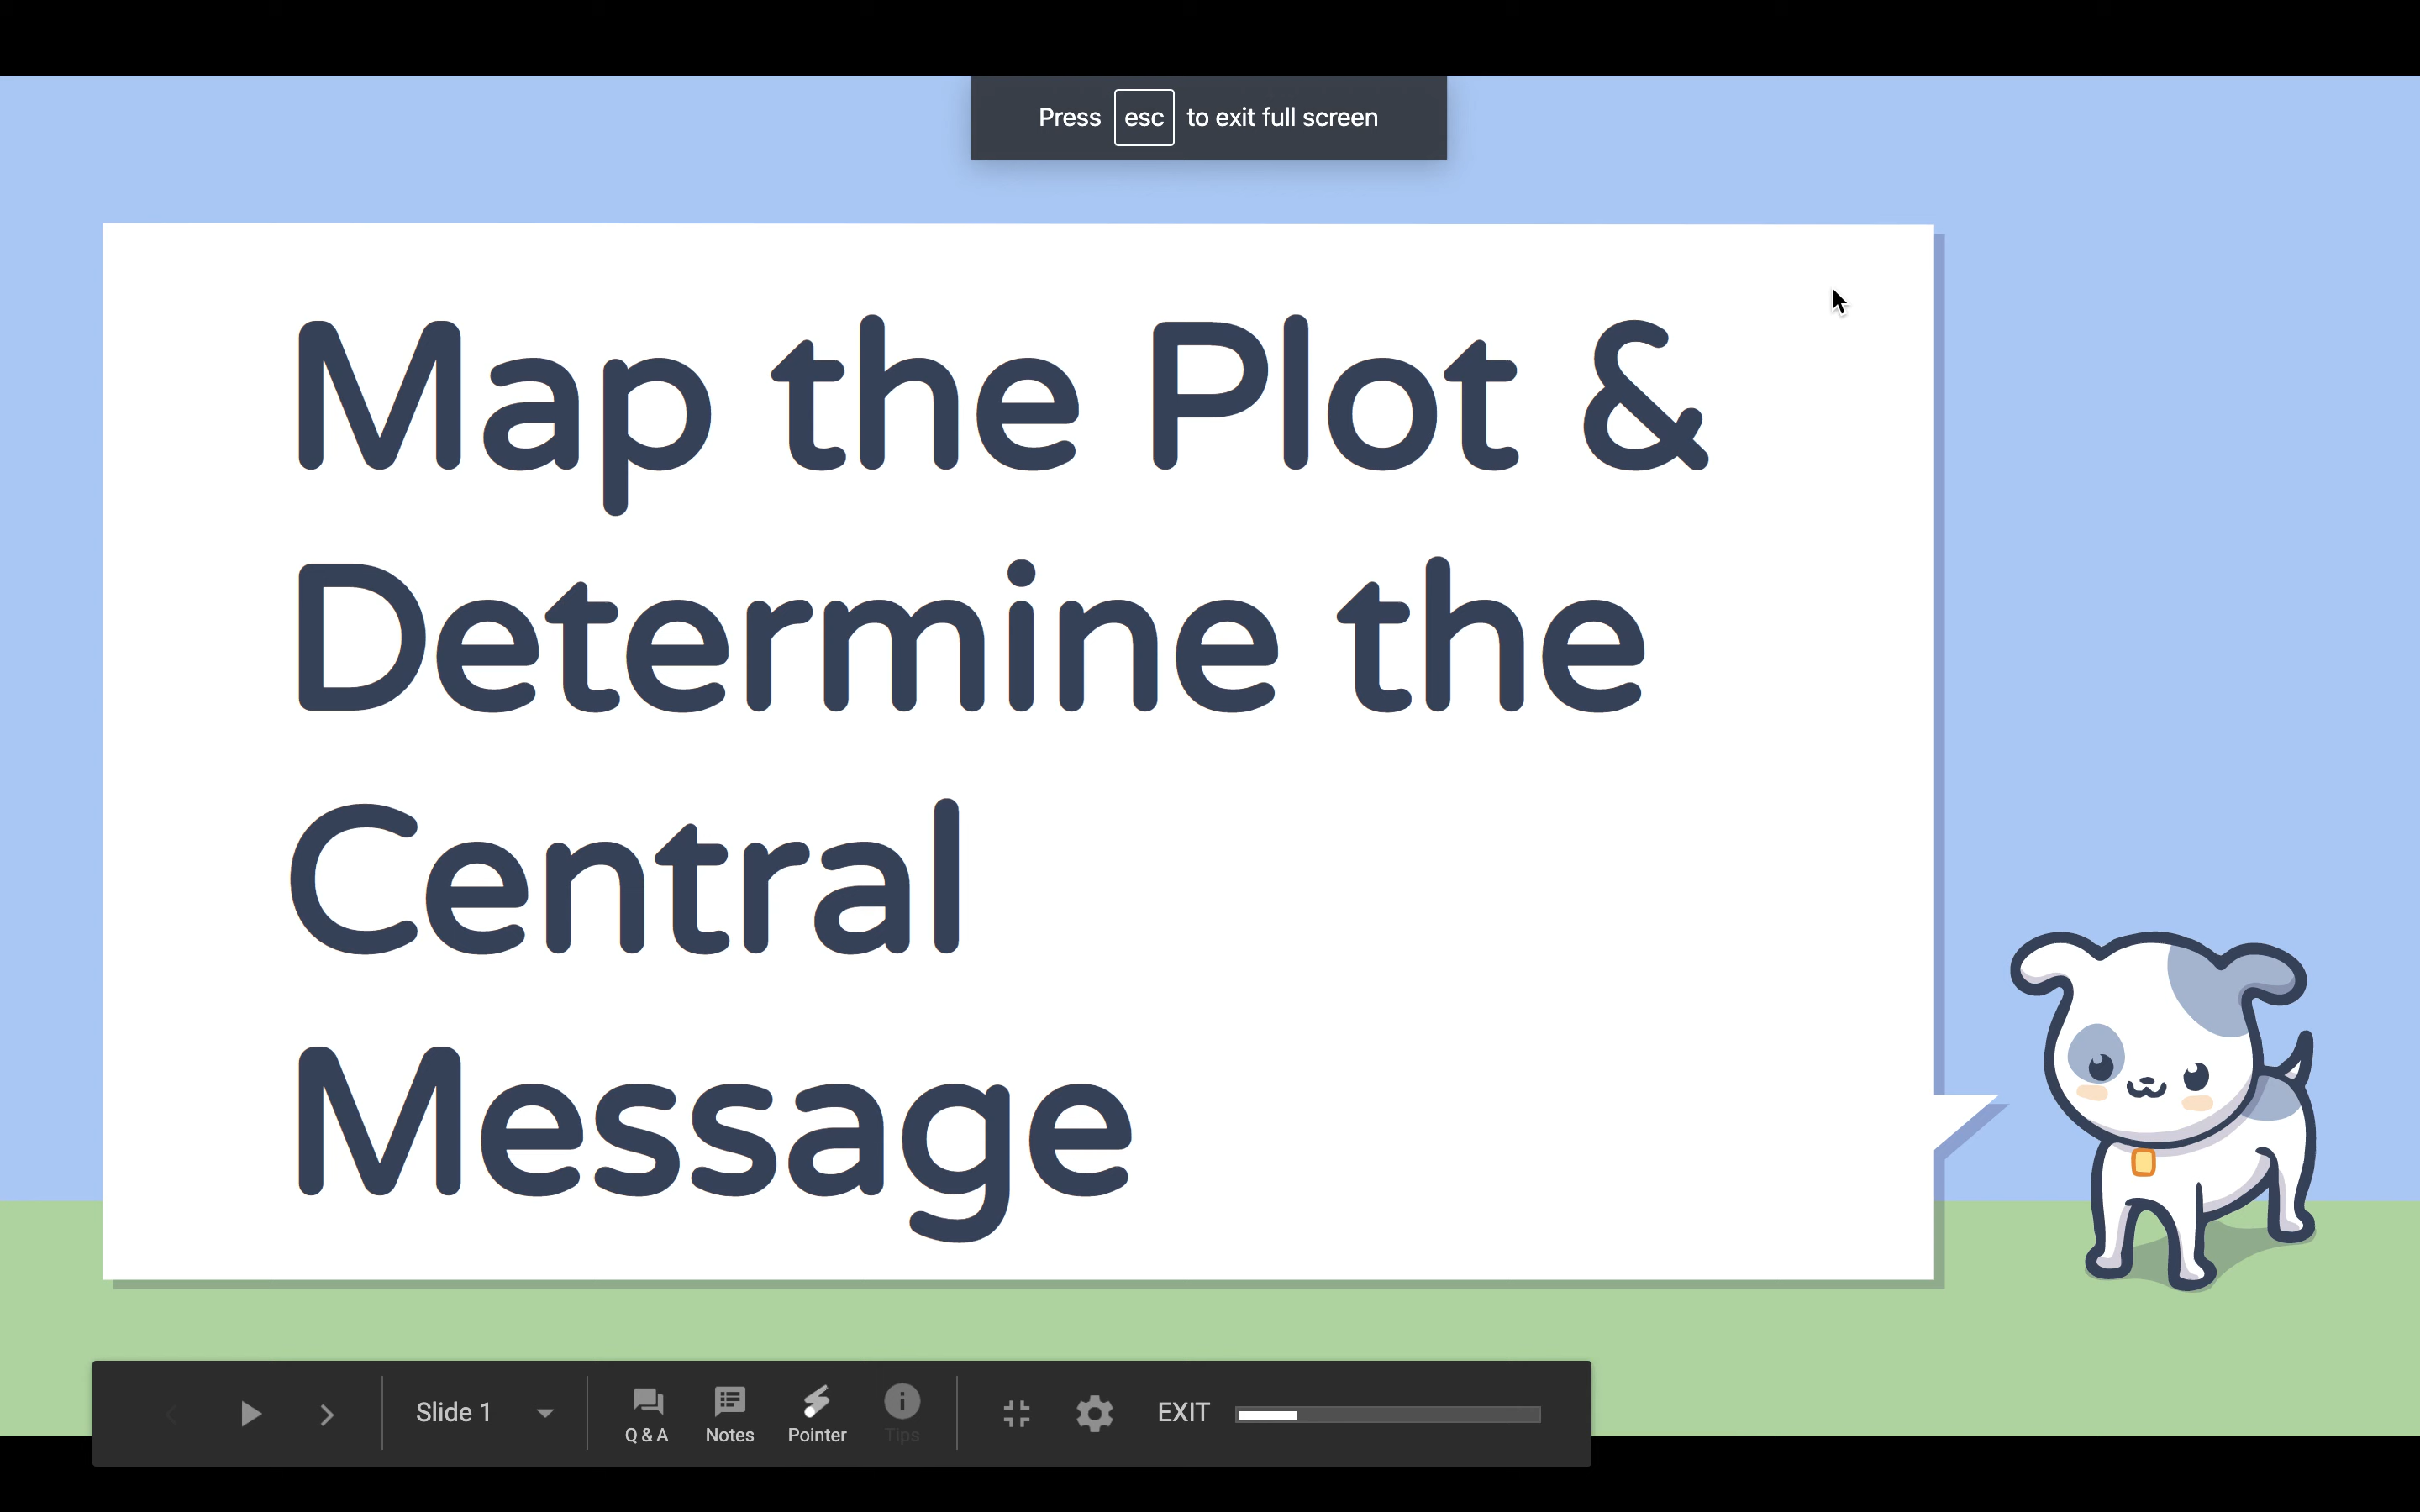 Press esc to exit full screen
Map the Plot &
Determine the
Central
Message
Slide 1
Q & A Notes Pointer Tips
EXIT